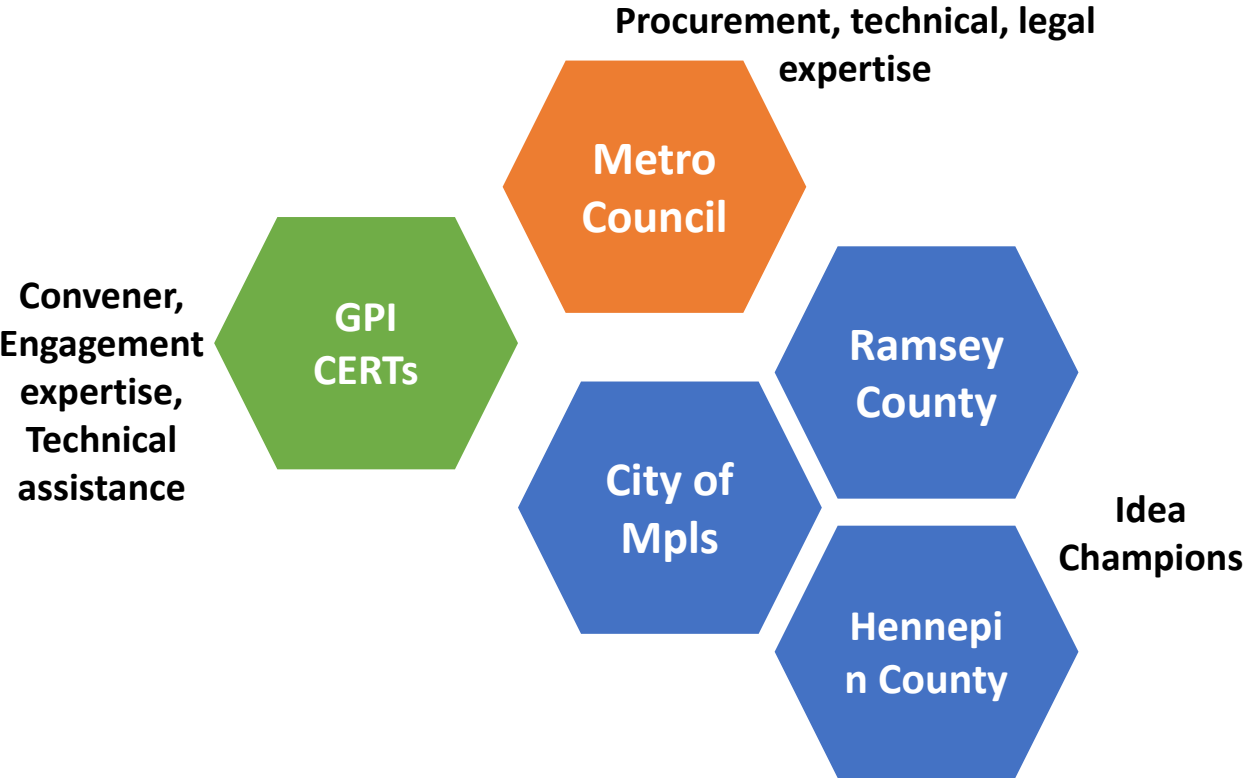 Procurement, technical, legal
expertise
Metro
Council
GPI
CERTs
Convener,
Engagement
expertise,
Technical
assistance
Ramsey
County
City of
Mpls
Idea
Champions
Hennepi
n County